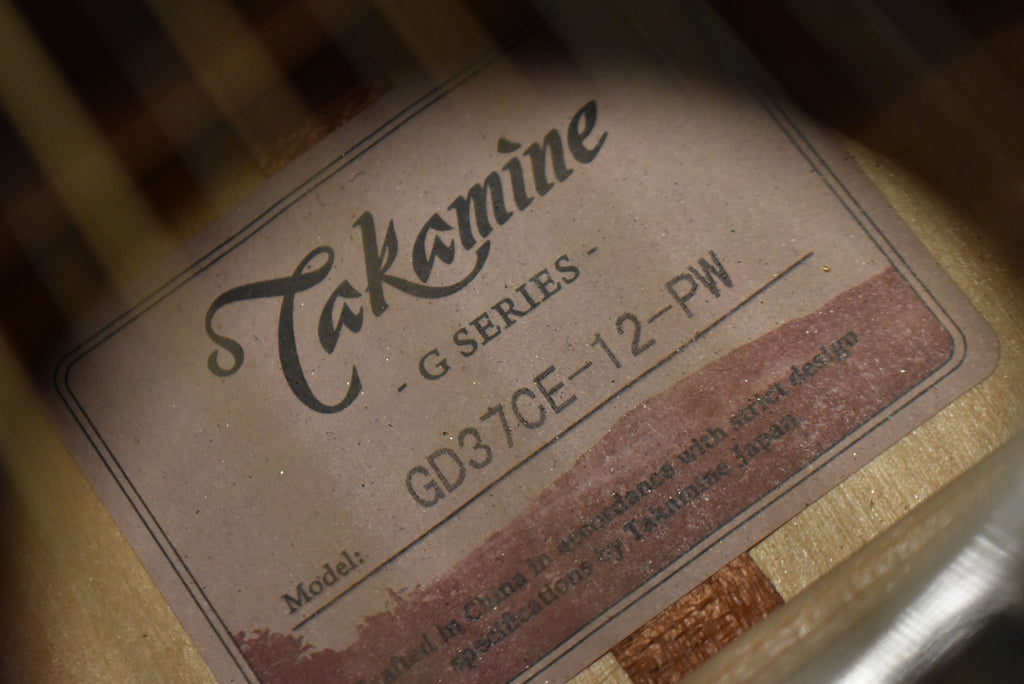 Takamine
- G SERIES -
GD37CE-12-PW
Model:
Crafted in China in accordance with strict design
specifications by Takamine Japan.